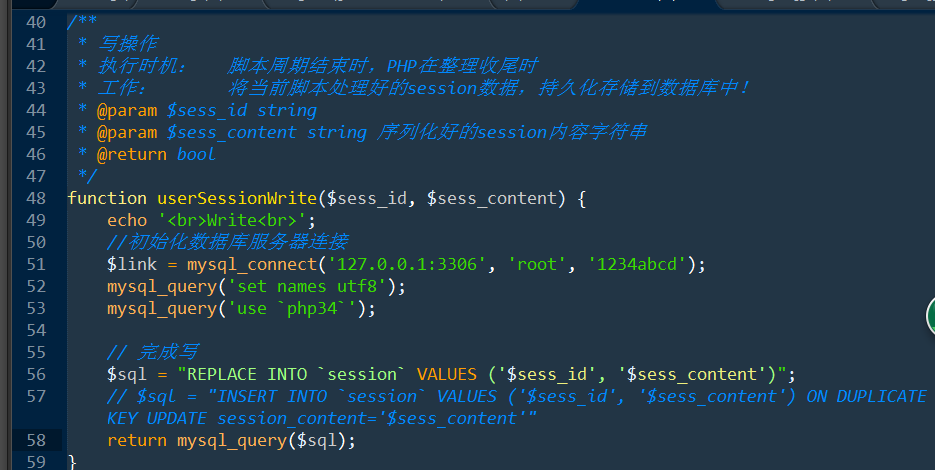 40 /**
41  * 写操作
42  * 执行时机：   脚本周期结束时，PHP在整理收尾时
43  * 工作：       将当前脚本处理好的session数据，持久化存储到数据库中！
44  * @param $sess_id string
45  * @param $sess_content string 序列化好的session内容字符串
46  * @return bool
47  */
48 function userSessionWrite($sess_id, $sess_content) {
49     echo '<br>Write<br>';
50     //初始化数据库服务器连接
51     $link = mysql_connect('127.0.0.1:3306', 'root', '1234abcd');
52     mysql_query('set names utf8');
53     mysql_query('use `php34`');
54
55     // 完成写
56     $sql = "REPLACE INTO `session` VALUES ('$sess_id', '$sess_content')";
57     // $sql = "INSERT INTO `session` VALUES ('$sess_id', '$sess_content') ON DUPLICATE
KEY UPDATE session_content='$sess_content'"
58     return mysql_query($sql);
59 }